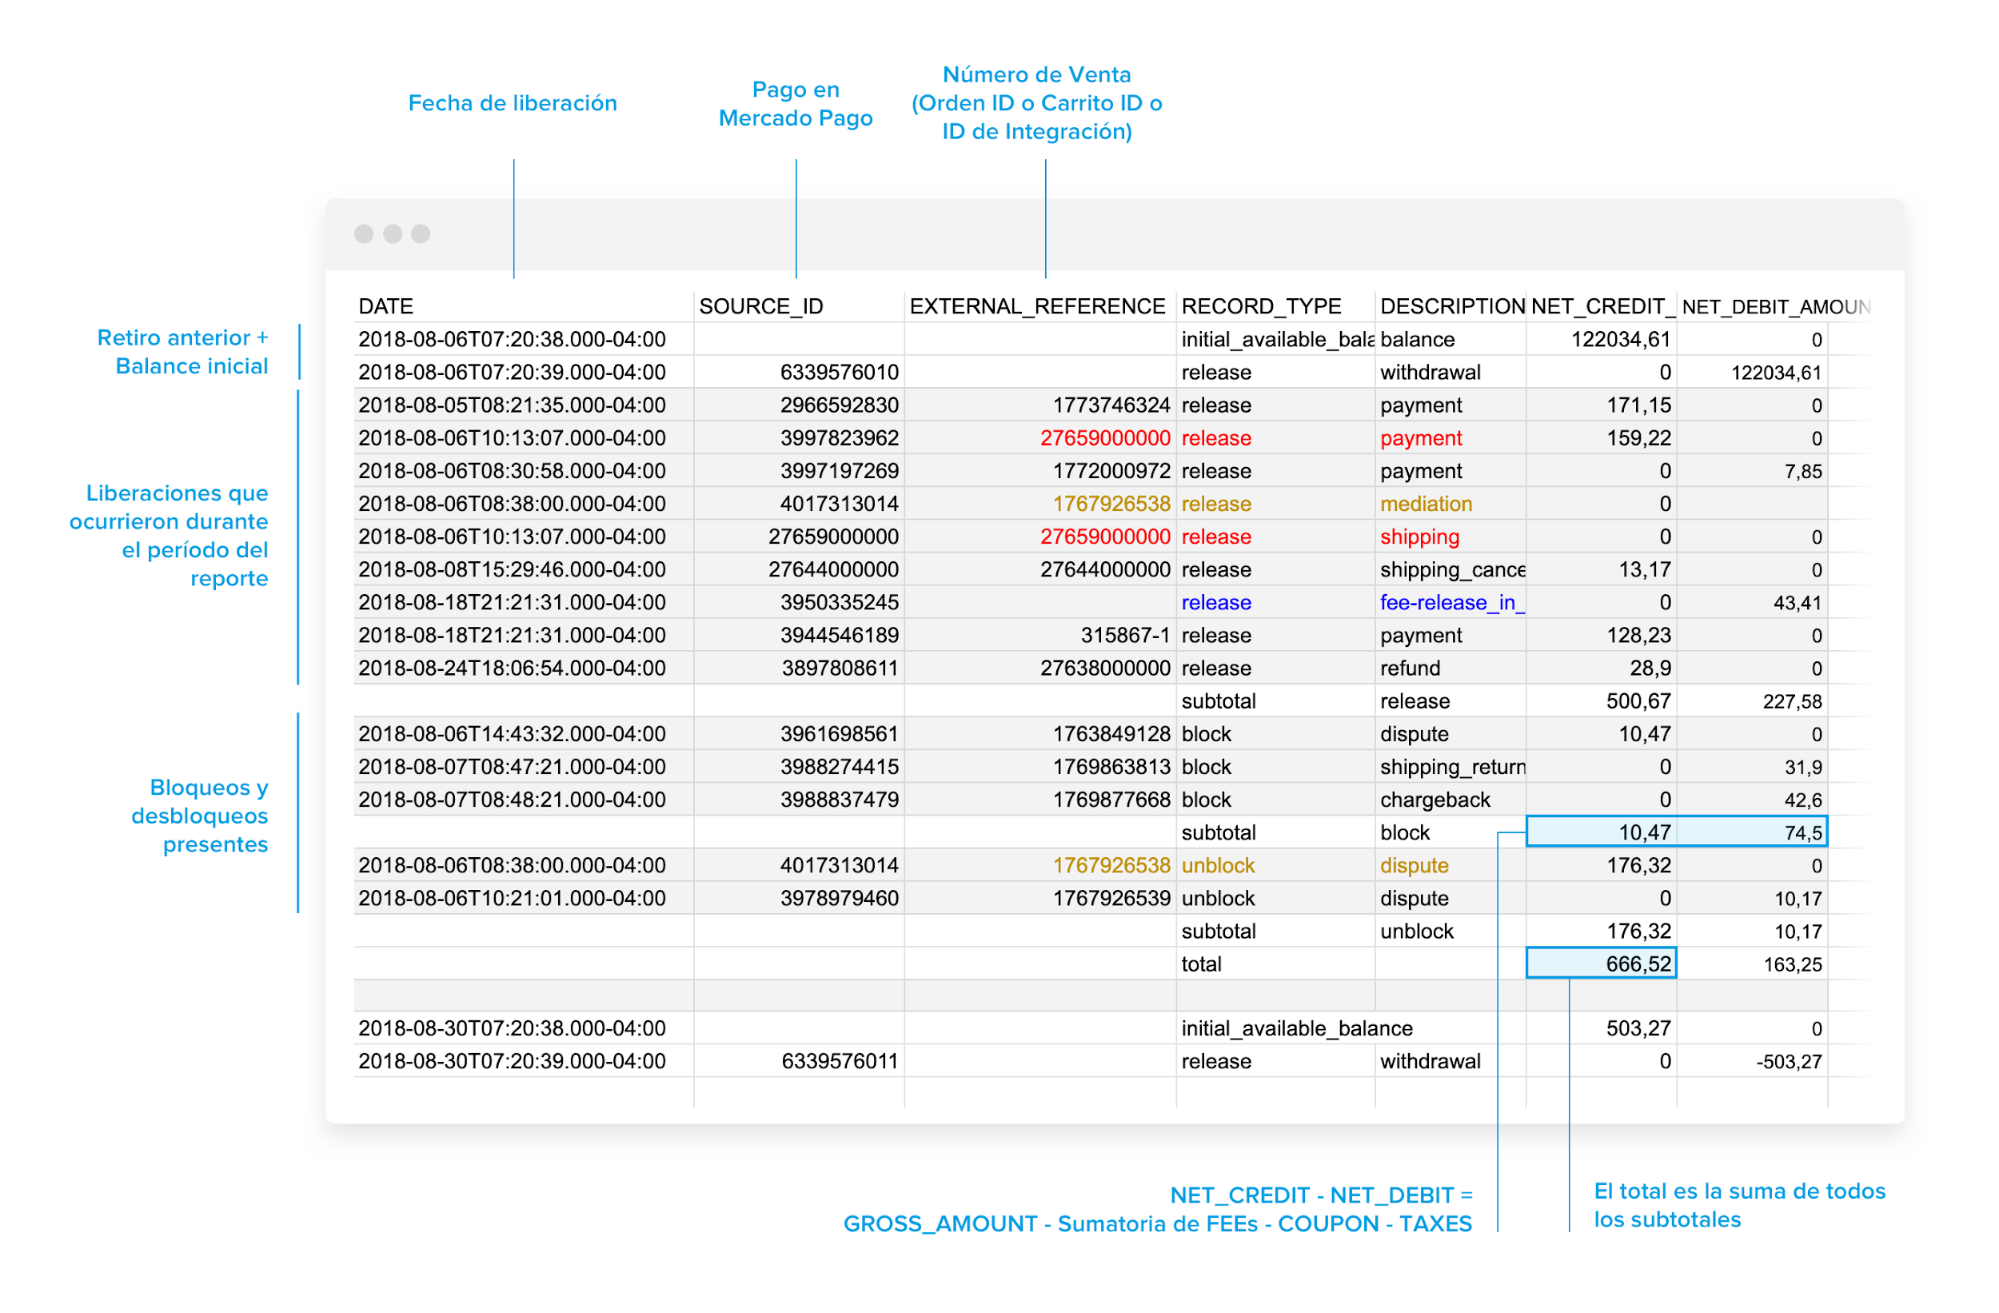 Fecha de liberación
Pago en
Mercado Pago
Número de Venta
(Orden ID o Carrito ID o
ID de Integración)
DATE SOURCE_ID EXTERNAL_REFERENCE RECORD_TYPE DESCRIPTION NET_CREDIT_ NET_DEBIT_AMOUN
Retiro anterior +
Balance inicial
2018-08-06T07:20:38.000-04:00 initial_available_bala balance 122034,61 0
2018-08-06T07:20:39.000-04:00 6339576010 release withdrawal 0 122034,61
Liberaciones que
ocurrieron durante
el período del
reporte
2018-08-05T08:21:35.000-04:00 2966592830 1773746324 release payment 171,15 0
2018-08-06T10:13:07.000-04:00 3997823962 27659000000 release payment 159,22 0
2018-08-06T08:30:58.000-04:00 3997197269 1772000972 release payment 0 7,85
2018-08-06T08:38:00.000-04:00 4017313014 1767926538 release mediation 0
2018-08-06T10:13:07.000-04:00 27659000000 27659000000 release shipping 0 0
2018-08-08T15:29:46.000-04:00 27644000000 27644000000 release shipping_cance 13,17 0
2018-08-18T21:21:31.000-04:00 3950335245 release fee-release_in_ 0 43,41
2018-08-18T21:21:31.000-04:00 3944546189 315867-1 release payment 128,23 0
2018-08-24T18:06:54.000-04:00 3897808611 27638000000 release refund 28,9 0
subtotal release 500,67 227,58
Bloqueos y
desbloqueos
presentes
2018-08-06T14:43:32.000-04:00 3961698561 1763849128 block dispute 10,47 0
2018-08-07T08:47:21.000-04:00 3988274415 1769863813 block shipping_return 0 31,9
2018-08-07T08:48:21.000-04:00 3988837479 1769877668 block chargeback 0 42,6
subtotal block 10,47 74,5
2018-08-06T08:38:00.000-04:00 4017313014 1767926538 unblock dispute 176,32 0
2018-08-06T10:21:01.000-04:00 3978979460 1767926539 unblock dispute 0 10,17
subtotal unblock 176,32 10,17
total 666,52 163,25
2018-08-30T07:20:38.000-04:00 initial_available_balance 503,27 0
2018-08-30T07:20:39.000-04:00 6339576011 release withdrawal 0 -503,27
NET_CREDIT - NET_DEBIT =
GROSS_AMOUNT - Sumatoria de FEEs - COUPON - TAXES
El total es la suma de todos
los subtotales